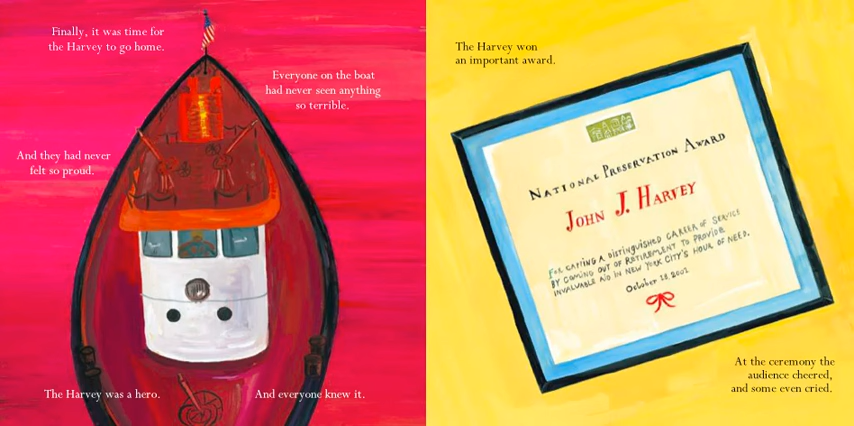 Finally, it was time for
the Harvey to go home.
Everyone on the boat
had never seen anything
so terrible.
And they had never
felt so proud.
The Harvey was a hero.
And everyone knew it.
The Harvey won
an important award.
NATIONAL PRESERVATION AWARD
JOHN J. HARVEY
FOR CAPPING A DISTINGUISHED CAREER OF SERVICE
BY COMING OUT OF RETIREMENT TO PROVIDE
INVALUABLE AID IN NEW YORK CITY'S HOUR OF NEED.
October 18, 2001
At the ceremony the
audience cheered,
and some even cried.